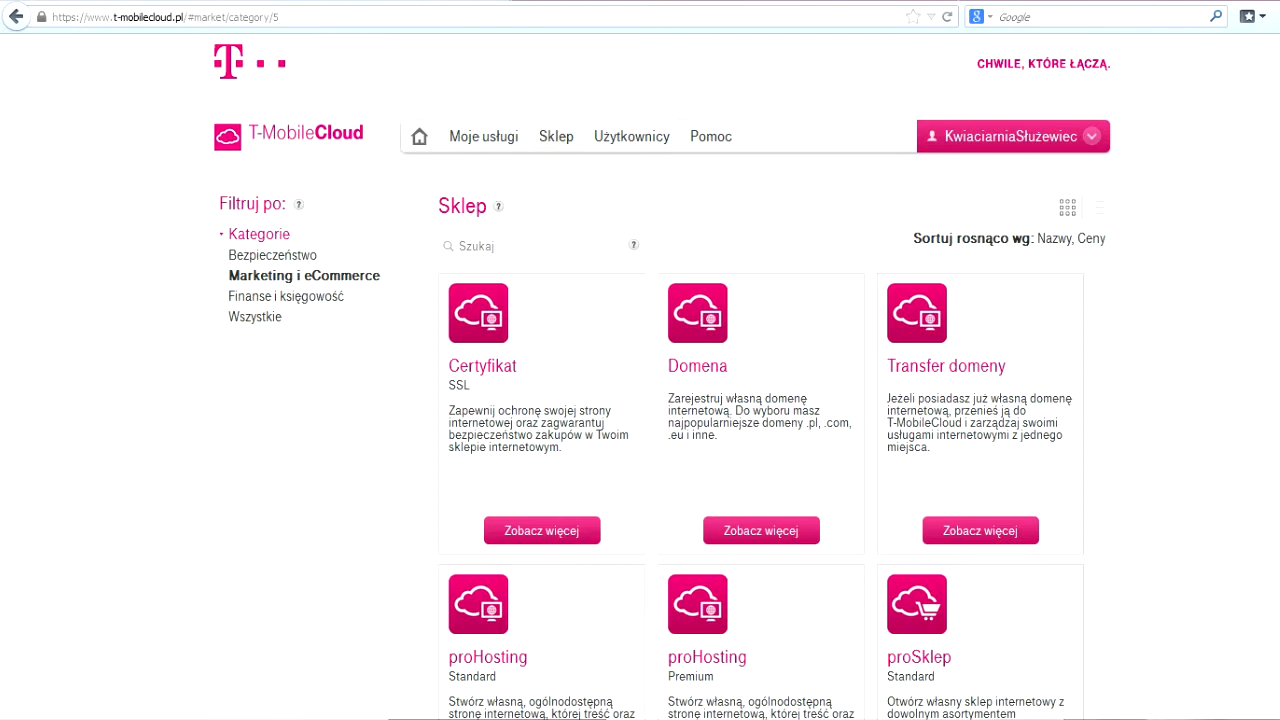 https://www.t-mobilecloud.pl/#market/category/5
8
Google
T
CHWILE, KTÓRE ŁĄCZĄ.
T-MobileCloud
Moje usługi
Sklep
Użytkownicy
Pomoc
KwiaciarniaSłużewiec
Filtruj po: ?
Kategorie
Bezpieczeństwo
Marketing i eCommerce
Finanse i księgowość
Wszystkie
Sklep ?
Szukaj ?
Sortuj rosnąco wg: Nazwy, Ceny
Certyfikat
SSL
Zapewnij ochronę swojej strony
internetowej oraz zagwarantuj
bezpieczeństwo zakupów w Twoim
sklepie internetowym.
Zobacz więcej
Domena
Zarejestruj własną domenę
internetową. Do wyboru masz
najpopularniejsze domeny .pl, .com,
.eu i inne.
Zobacz więcej
Transfer domeny
Jeżeli posiadasz już własną domenę
internetową, przenieś ją do
T-MobileCloud i zarządzaj swoimi
usługami internetowymi z jednego
miejsca.
Zobacz więcej
proHosting
Standard
Stwórz własną, ogólnodostępną
stronę internetową, której treść oraz
proHosting
Premium
Stwórz własną, ogólnodostępną
stronę internetową, której treść oraz
proSklep
Standard
Otwórz własny sklep internetowy z
dowolnym asortymentem